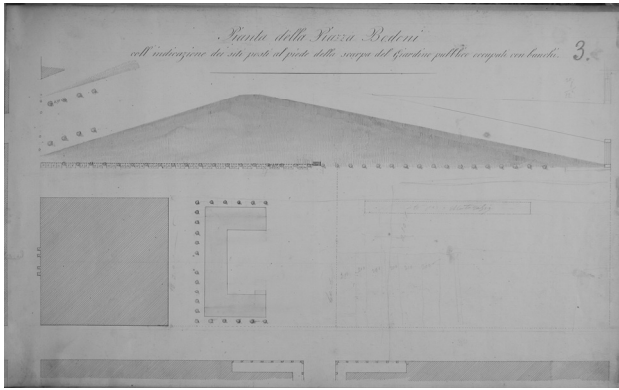 Pianta della Piazza Bodoni
coll' indicazione dei siti posti al piede della scarpa del Giardino pubblico occupati con banchi.
3.